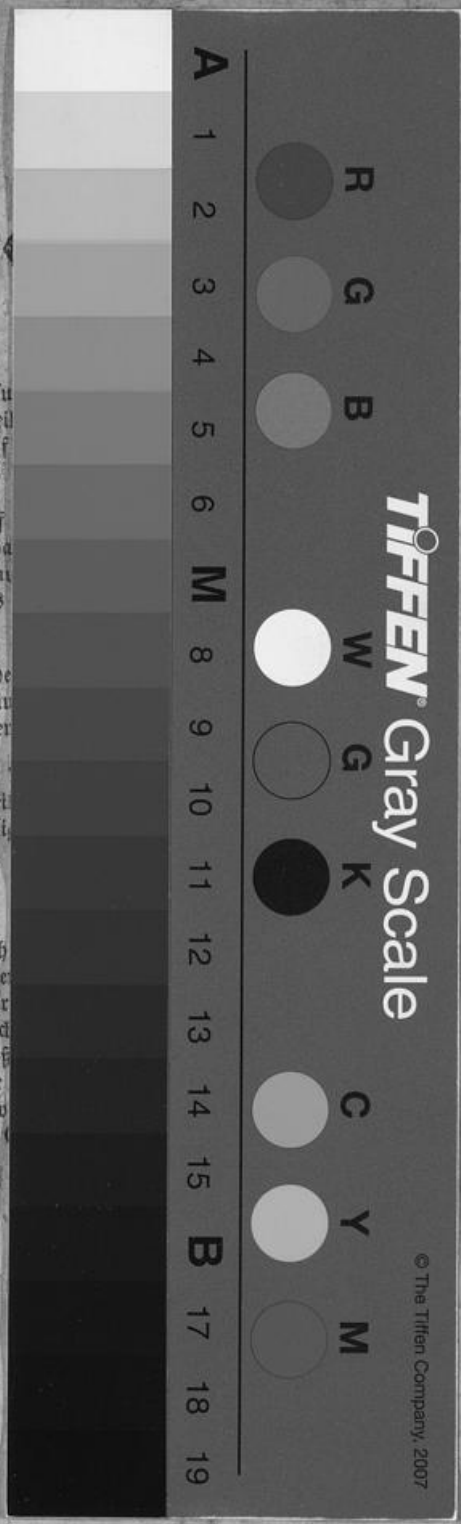 TIFFEN® Gray Scale
© The Tiffen Company, 2007
R G B W G K C Y M
A 1 2 3 4 5 6 M 8 9 10 11 12 13 14 15 B 17 18 19